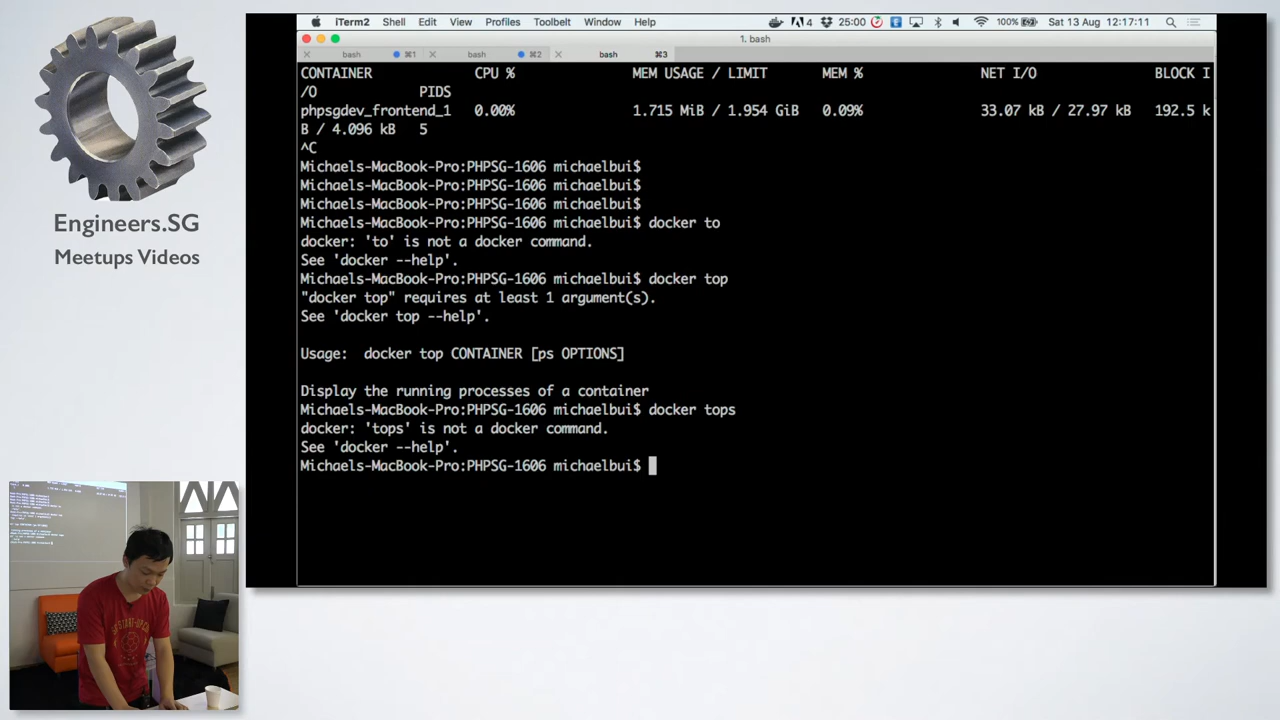 Engineers.SG
Meetups Videos
iTerm2 Shell Edit View Profiles Toolbelt Window Help 4 25:00 100% Sat 13 Aug 12:17:11
1. bash
bash ⌘1 bash ⌘2 bash ⌘3
CONTAINER CPU % MEM USAGE / LIMIT MEM % NET I/O BLOCK I
/O PIDS
phpsgdev_frontend_1 0.00% 1.715 MiB / 1.954 GiB 0.09% 33.07 kB / 27.97 kB 192.5 k
B / 4.096 kB 5
^C
Michaels-MacBook-Pro:PHPSG-1606 michaelbui$
Michaels-MacBook-Pro:PHPSG-1606 michaelbui$
Michaels-MacBook-Pro:PHPSG-1606 michaelbui$
Michaels-MacBook-Pro:PHPSG-1606 michaelbui$ docker to
docker: 'to' is not a docker command.
See 'docker --help'.
Michaels-MacBook-Pro:PHPSG-1606 michaelbui$ docker top
"docker top" requires at least 1 argument(s).
See 'docker top --help'.
Usage: docker top CONTAINER [ps OPTIONS]
Display the running processes of a container
Michaels-MacBook-Pro:PHPSG-1606 michaelbui$ docker tops
docker: 'tops' is not a docker command.
See 'docker --help'.
Michaels-MacBook-Pro:PHPSG-1606 michaelbui$